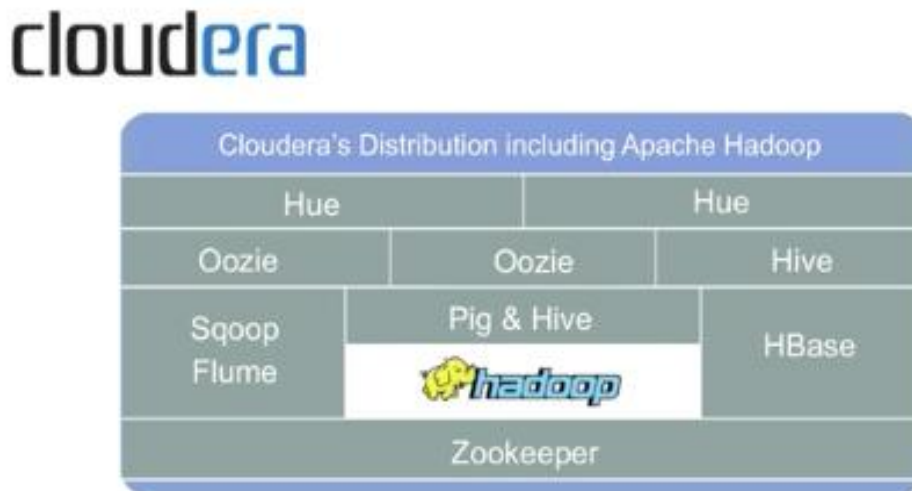 cloudera
Cloudera's Distribution including Apache Hadoop
Hue Hue
Oozie Oozie Hive
Sqoop
Flume
Pig & Hive
hadoop
HBase
Zookeeper